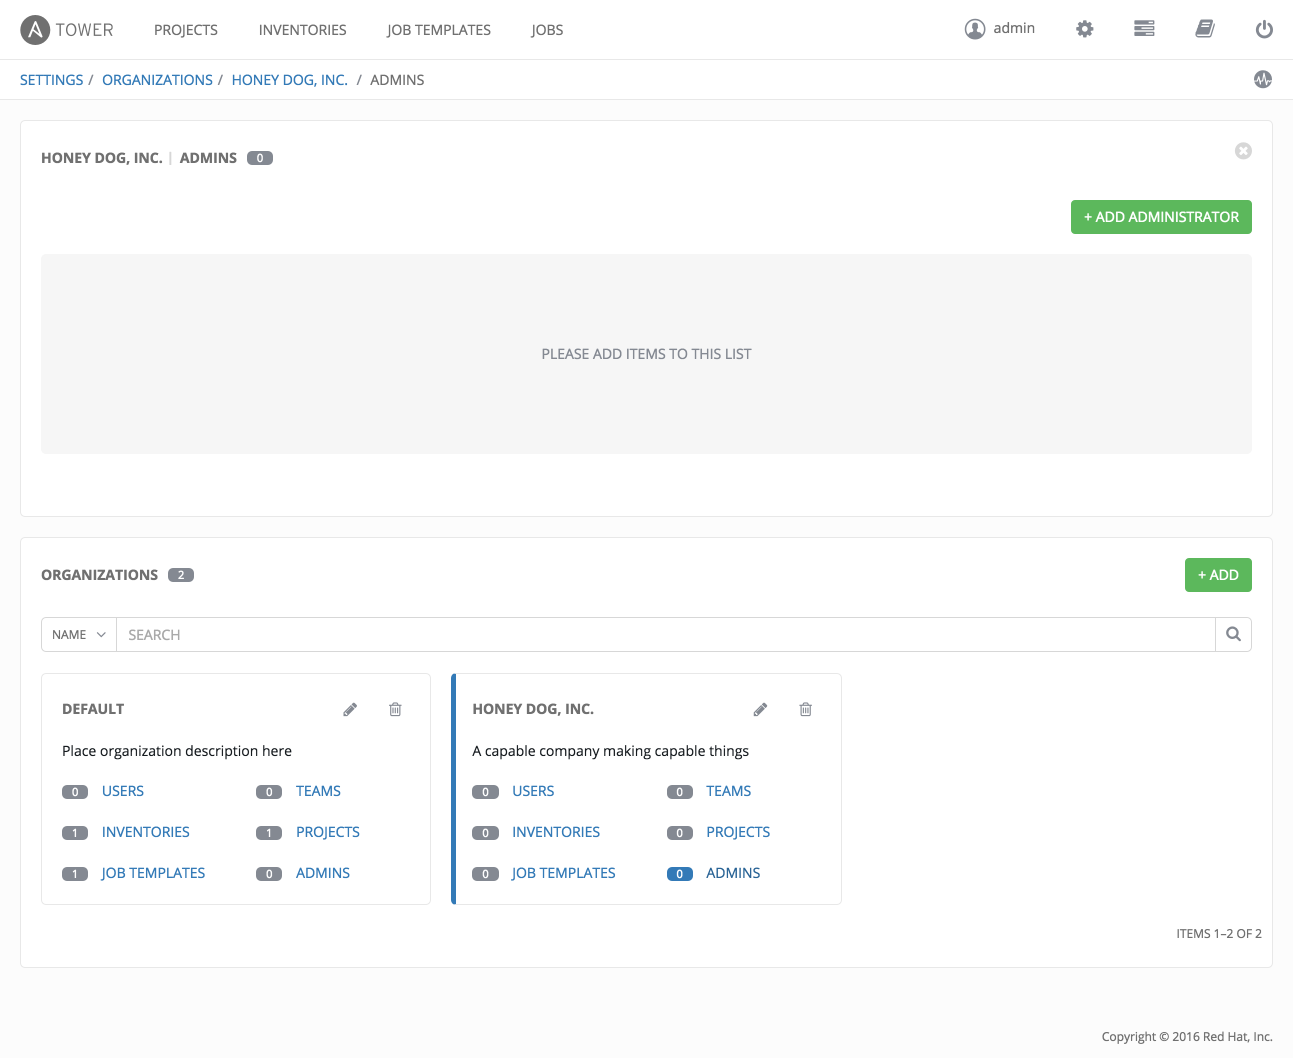 A TOWER PROJECTS INVENTORIES JOB TEMPLATES JOBS admin
SETTINGS / ORGANIZATIONS / HONEY DOG, INC. / ADMINS
HONEY DOG, INC. | ADMINS 0
+ ADD ADMINISTRATOR
PLEASE ADD ITEMS TO THIS LIST
ORGANIZATIONS 2
+ ADD
NAME SEARCH
DEFAULT
Place organization description here
0 USERS 0 TEAMS
1 INVENTORIES 1 PROJECTS
1 JOB TEMPLATES 0 ADMINS
HONEY DOG, INC.
A capable company making capable things
0 USERS 0 TEAMS
0 INVENTORIES 0 PROJECTS
0 JOB TEMPLATES 0 ADMINS
ITEMS 1–2 OF 2
Copyright © 2016 Red Hat, Inc.